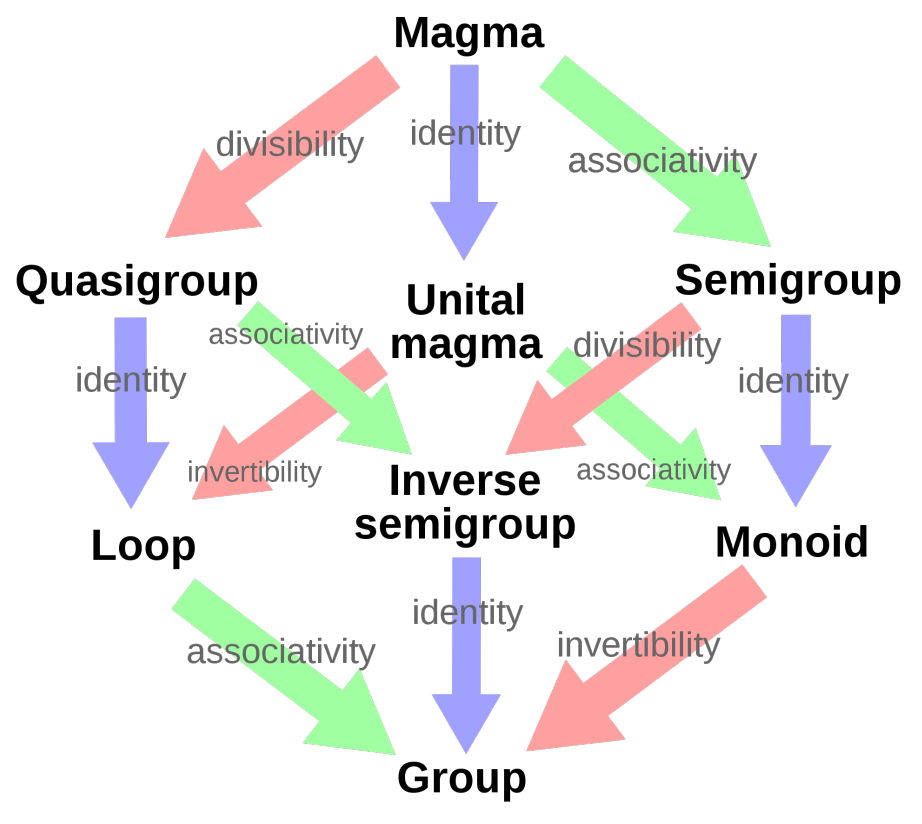 Magma
divisibility
identity
associativity
Quasigroup
Unital
magma
Semigroup
associativity
divisibility
identity
identity
invertibility
associativity
Inverse
semigroup
Loop
Monoid
identity
associativity
invertibility
Group